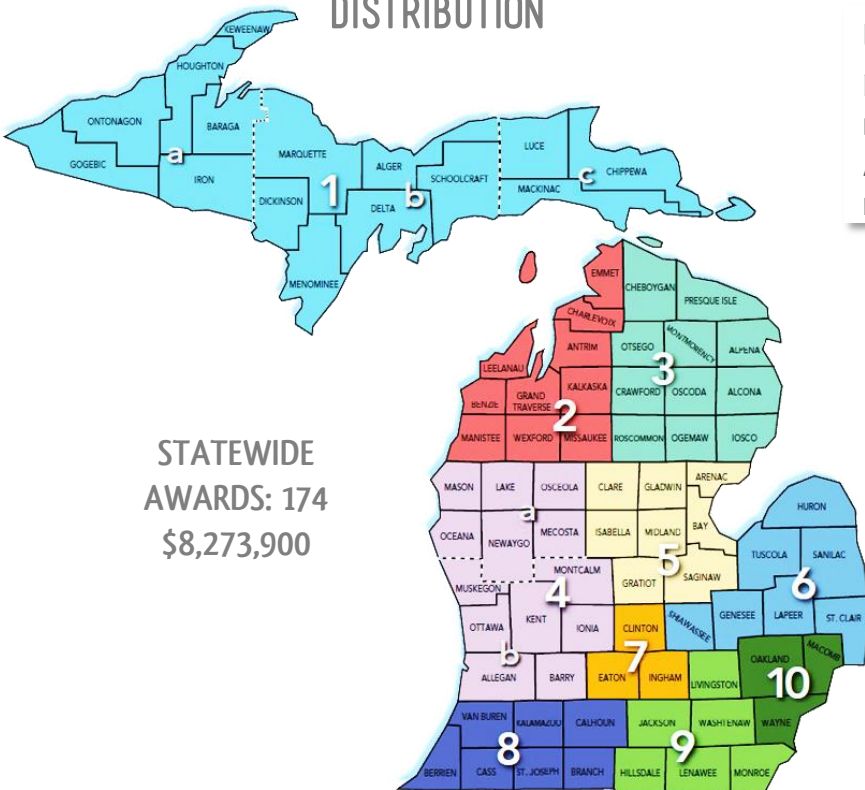 DISTRIBUTION
KEWEENAW
HOUGHTON
ONTONAGON
BARAGA
GOGEBIC
a
IRON
MARQUETTE
1
DICKINSON
MENOMINEE
ALGER
b
DELTA
SCHOOLCRAFT
LUCE
c
CHIPPEWA
MACKINAC
EMMET
CHEBOYGAN
PRESQUE ISLE
CHARLEVOIX
ANTRIM
OTSEGO
MONTMORENCY
ALPENA
3
LEELANAU
KALKASKA
CRAWFORD
OSCODA
ALCONA
BENZIE
GRAND
TRAVERSE
2
MANISTEE
WEXFORD
MISSAUKEE
ROSCOMMON
OGEMAW
IOSCO
STATEWIDE
AWARDS: 174
$8,273,900
MASON
LAKE
OSCEOLA
CLARE
GLADWIN
ARENAC
a
OCEANA
NEWAYGO
MECOSTA
ISABELLA
MIDLAND
BAY
HURON
5
TUSCOLA
SANILAC
6
MONTCALM
GRATIOT
SAGINAW
MUSKEGON
4
OTTAWA
KENT
IONIA
CLINTON
SHIAWASSEE
GENESEE
LAPEER
ST. CLAIR
b
7
ALLEGAN
BARRY
EATON
INGHAM
LIVINGSTON
OAKLAND
MACOMB
10
VAN BUREN
KALAMAZOO
CALHOUN
JACKSON
WASHTENAW
WAYNE
8
9
BERRIEN
CASS
ST. JOSEPH
BRANCH
HILLSDALE
LENAWEE
MONROE